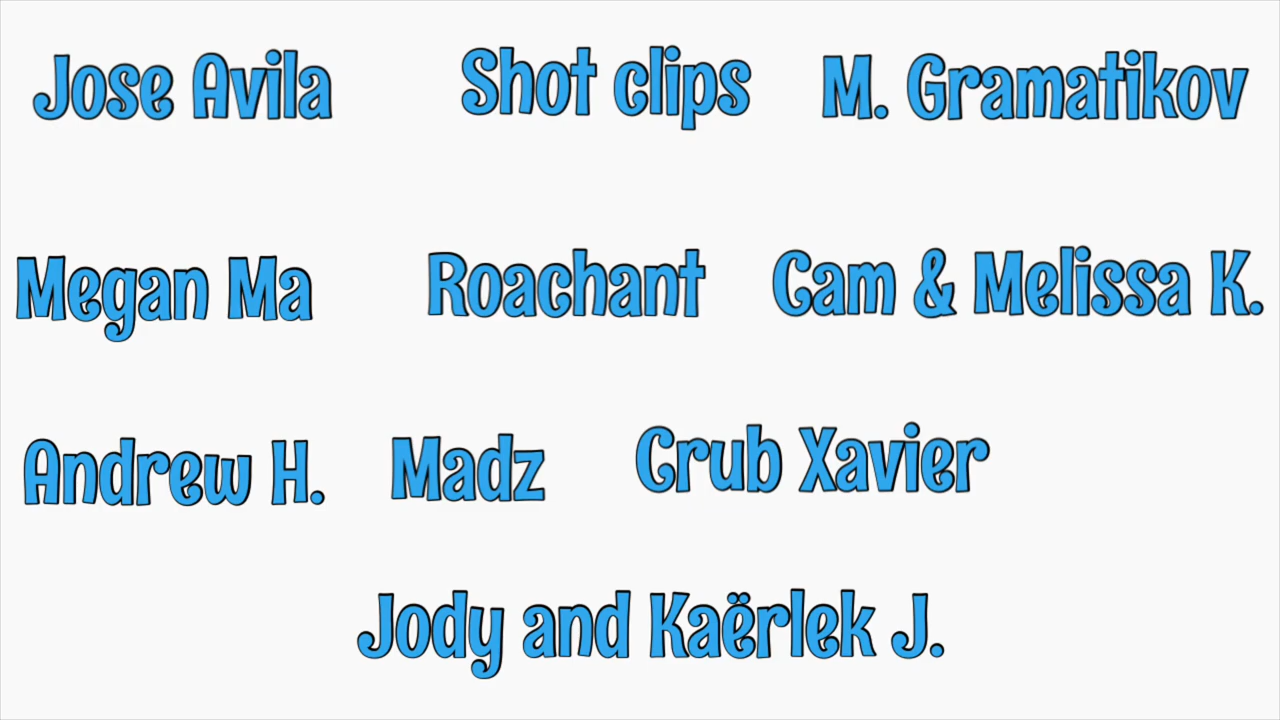 Jose Avila Shot clips M. Gramatikov
Megan Ma Roachant Cam & Melissa K.
Andrew H. Madz Crub Xavier
Jody and Kaërlek J.